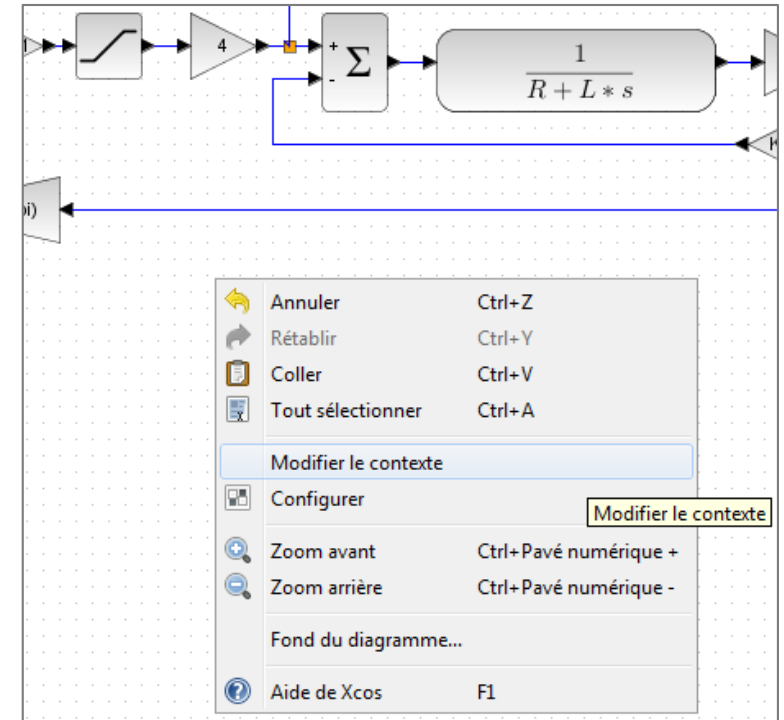 4
+
-
Σ
1
R + L * s
K
i)
Annuler Ctrl+Z
Rétablir Ctrl+Y
Coller Ctrl+V
Tout sélectionner Ctrl+A
Modifier le contexte
Configurer
Modifier le contexte
Zoom avant Ctrl+Pavé numérique +
Zoom arrière Ctrl+Pavé numérique -
Fond du diagramme...
Aide de Xcos F1